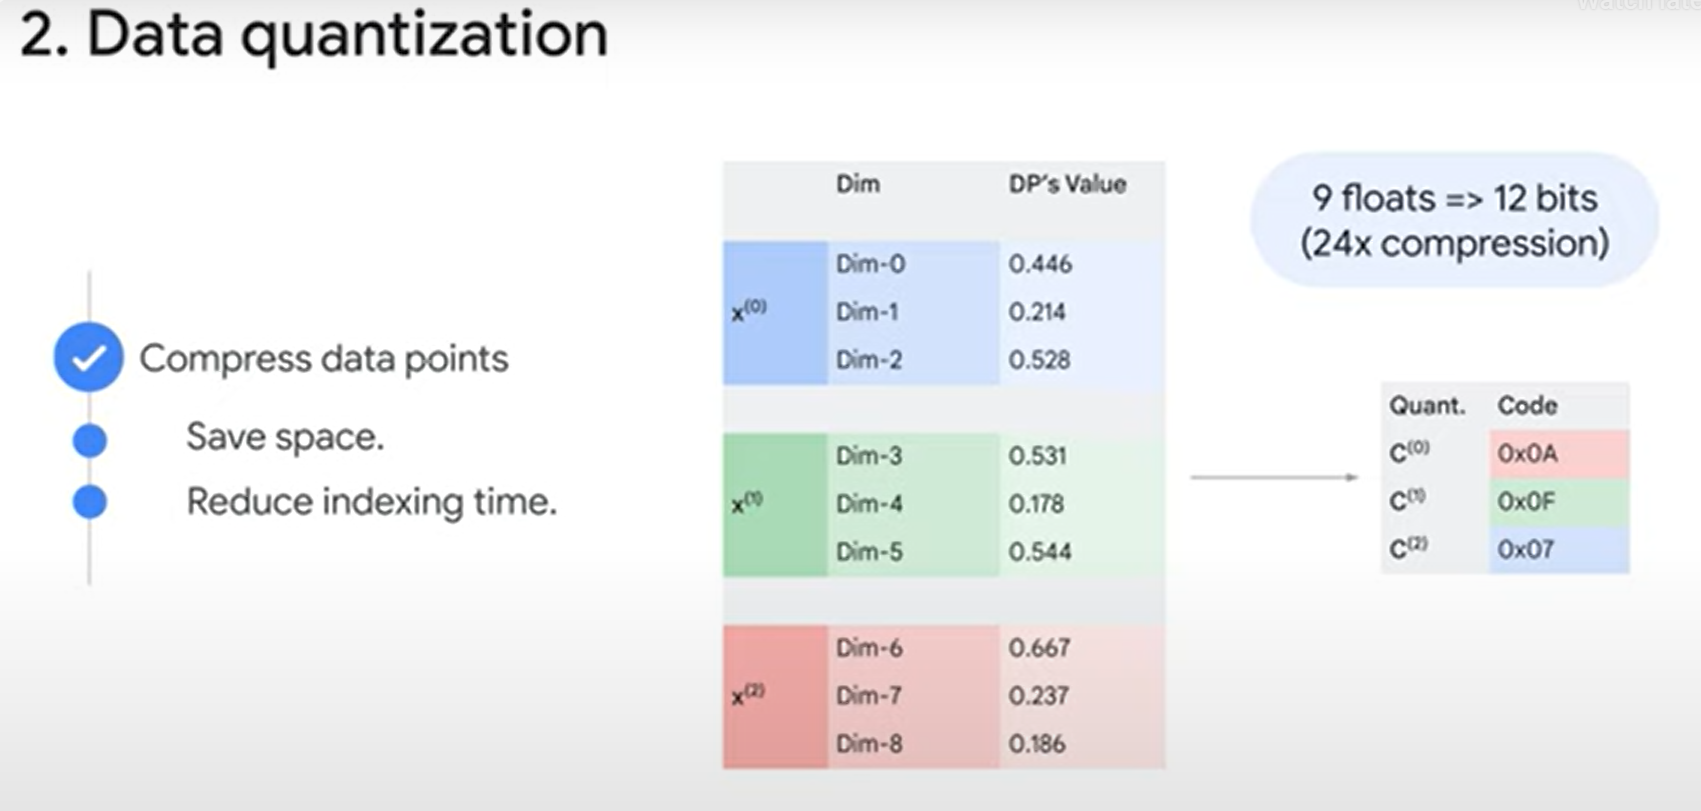 2. Data quantization
Compress data points
Save space.
Reduce indexing time.
Dim DP's Value
x(0)
Dim-0 0.446
Dim-1 0.214
Dim-2 0.528
x(1)
Dim-3 0.531
Dim-4 0.178
Dim-5 0.544
x(2)
Dim-6 0.667
Dim-7 0.237
Dim-8 0.186
9 floats => 12 bits
(24x compression)
Quant. Code
C(0) 0x0A
C(1) 0x0F
C(2) 0x07